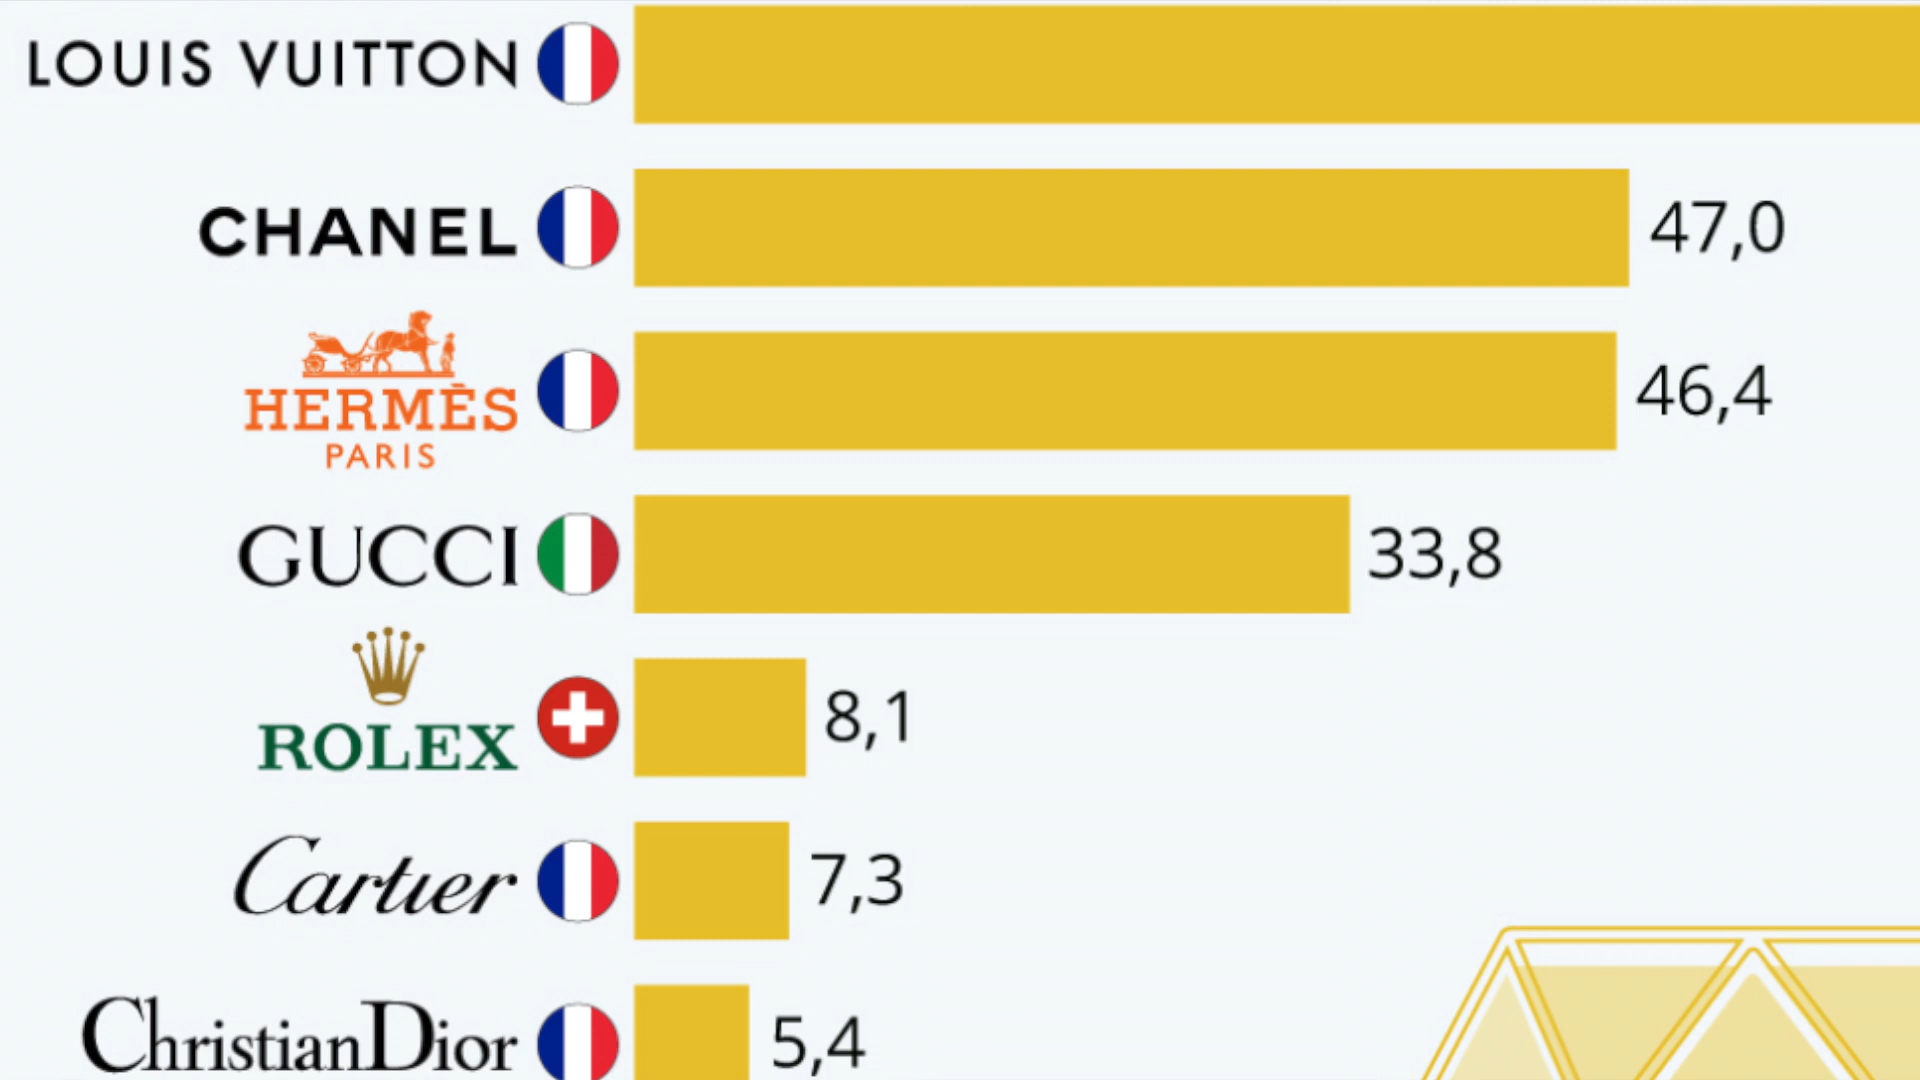 LOUIS VUITTON
CHANEL 47,0
HERMÈS
PARIS
46,4
GUCCI 33,8
ROLEX 8,1
Cartier 7,3
ChristianDior 5,4